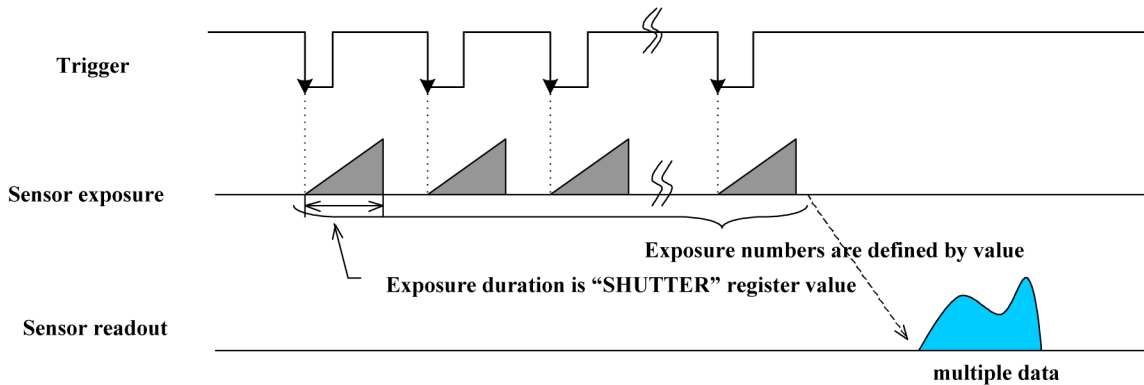 Trigger
Sensor exposure
Exposure numbers are defined by value
Exposure duration is “SHUTTER” register value
Sensor readout
multiple data